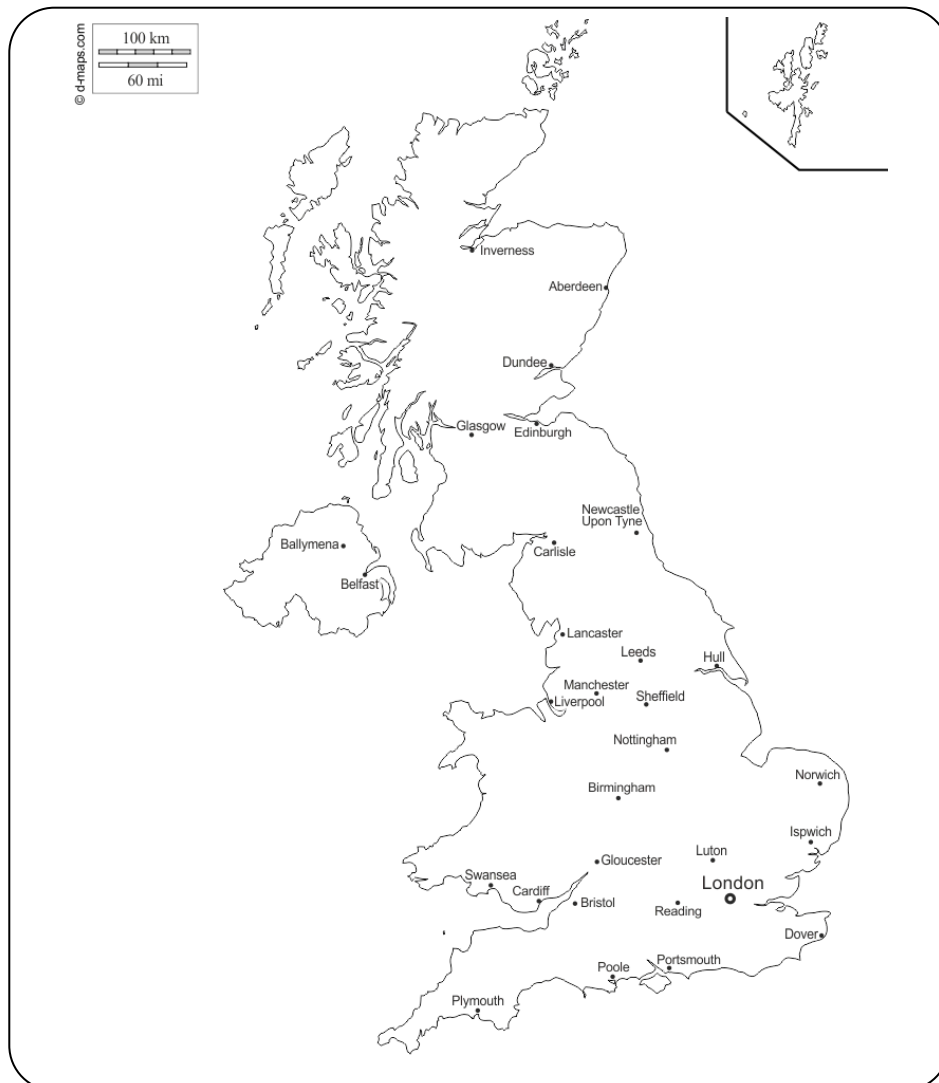 100 km
60 mi
© d-maps.com
Inverness
Aberdeen
Dundee
Glasgow
Edinburgh
Newcastle
Upon Tyne
Ballymena
Carlisle
Belfast
Lancaster
Leeds
Hull
Manchester
Liverpool
Sheffield
Nottingham
Norwich
Birmingham
Ispwich
Luton
Gloucester
Swansea
London
Cardiff
Bristol
Reading
Dover
Portsmouth
Poole
Plymouth